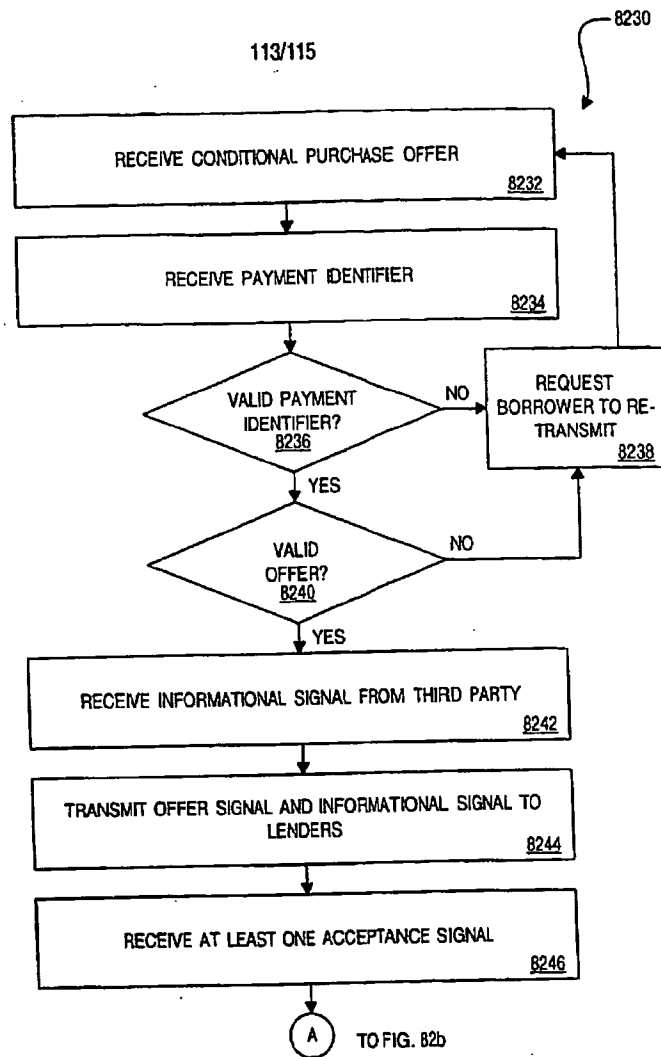 8230
113/115
RECEIVE CONDITIONAL PURCHASE OFFER
8232
RECEIVE PAYMENT IDENTIFIER
8234
VALID PAYMENT
IDENTIFIER?
8236
NO
REQUEST
BORROWER TO RE-
TRANSMIT
8238
YES
VALID
OFFER?
8240
NO
YES
RECEIVE INFORMATIONAL SIGNAL FROM THIRD PARTY
8242
TRANSMIT OFFER SIGNAL AND INFORMATIONAL SIGNAL TO
LENDERS
8244
RECEIVE AT LEAST ONE ACCEPTANCE SIGNAL
8246
A
TO FIG. 82b